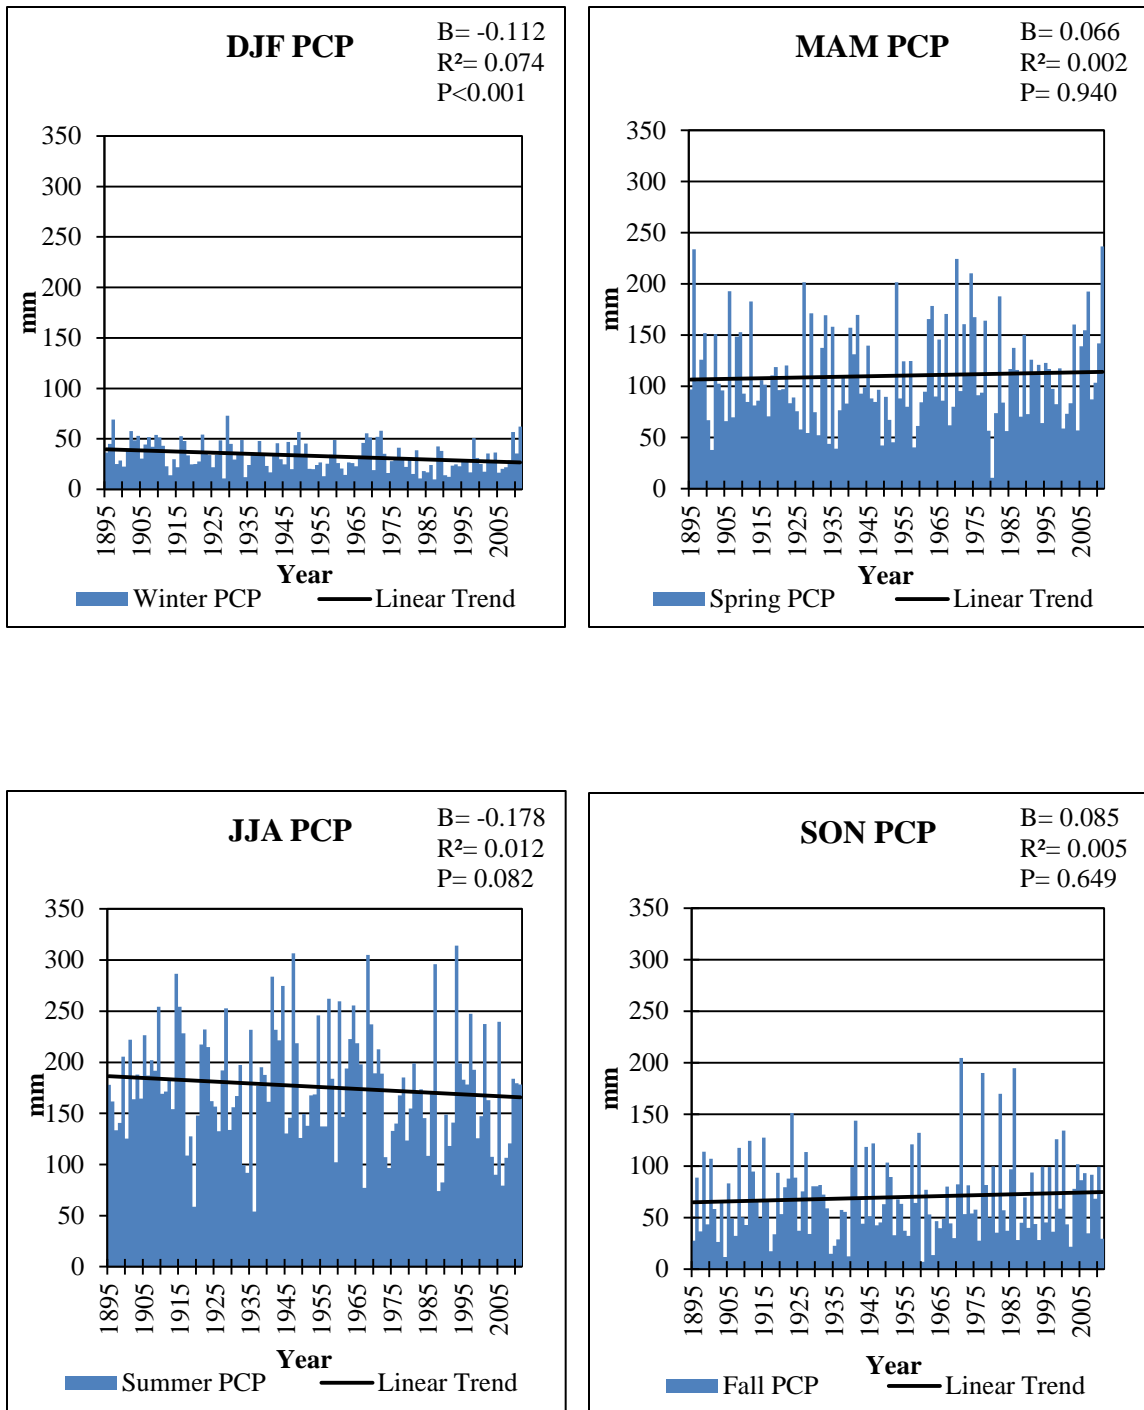 DJF PCP
B= -0.112
R²= 0.074
P<0.001
350
300
250
200
150
100
50
0
mm
1895
1905
1915
1925
1935
1945
1955
1965
1975
1985
1995
2005
Year
Winter PCP
Linear Trend
MAM PCP
B= 0.066
R²= 0.002
P= 0.940
350
300
250
200
150
100
50
0
mm
1895
1905
1915
1925
1935
1945
1955
1965
1975
1985
1995
2005
Year
Spring PCP
Linear Trend
JJA PCP
B= -0.178
R²= 0.012
P= 0.082
350
300
250
200
150
100
50
0
mm
1895
1905
1915
1925
1935
1945
1955
1965
1975
1985
1995
2005
Year
Summer PCP
Linear Trend
SON PCP
B= 0.085
R²= 0.005
P= 0.649
350
300
250
200
150
100
50
0
mm
1895
1905
1915
1925
1935
1945
1955
1965
1975
1985
1995
2005
Year
Fall PCP
Linear Trend